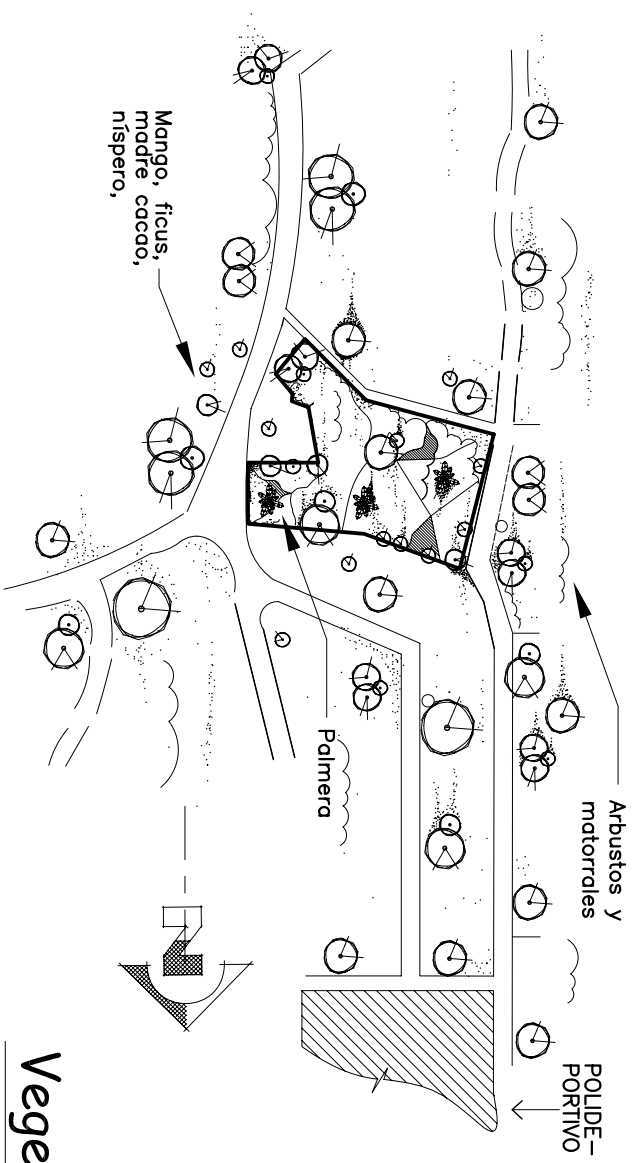 Mango, ficus,
madre cacao,
níspero,
Palmera
Arbustos y
matorrales
POLIDE-
PORTIVO
N
Vege